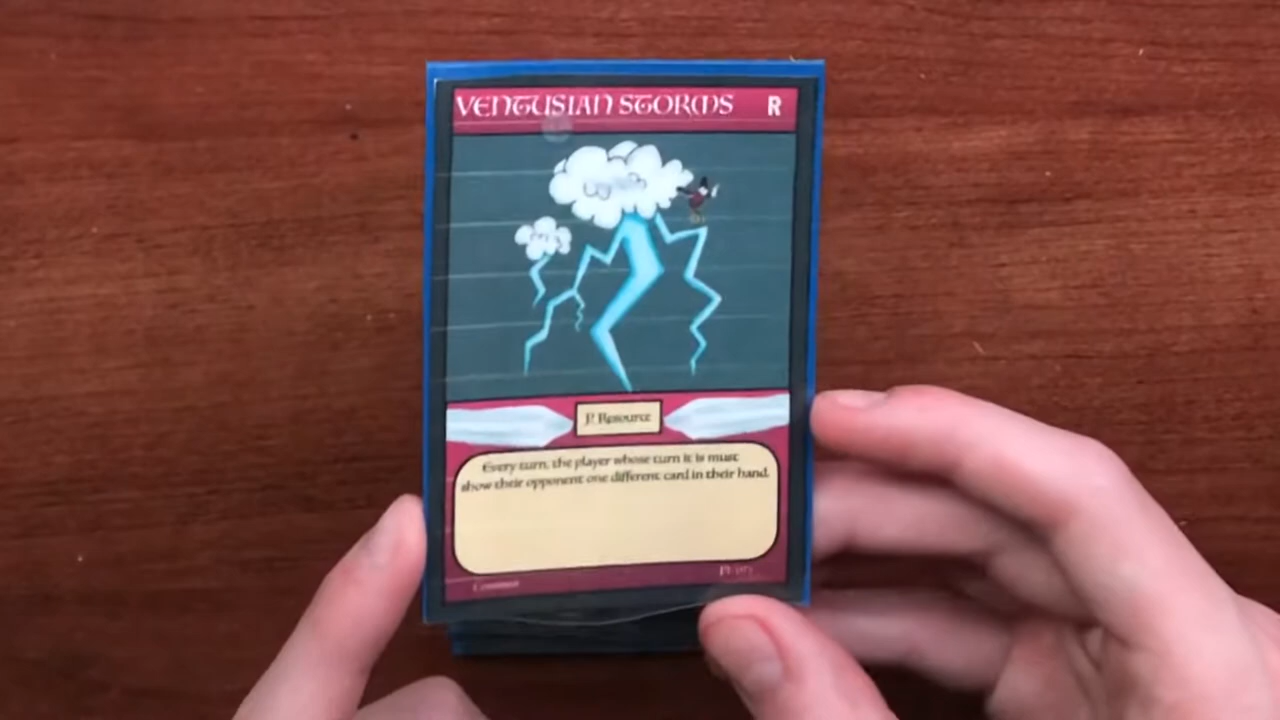 VENTUSIAN STORMS R
P. Resource
Every turn, the player whose turn it is must
show their opponent one different card in their hand.
Common